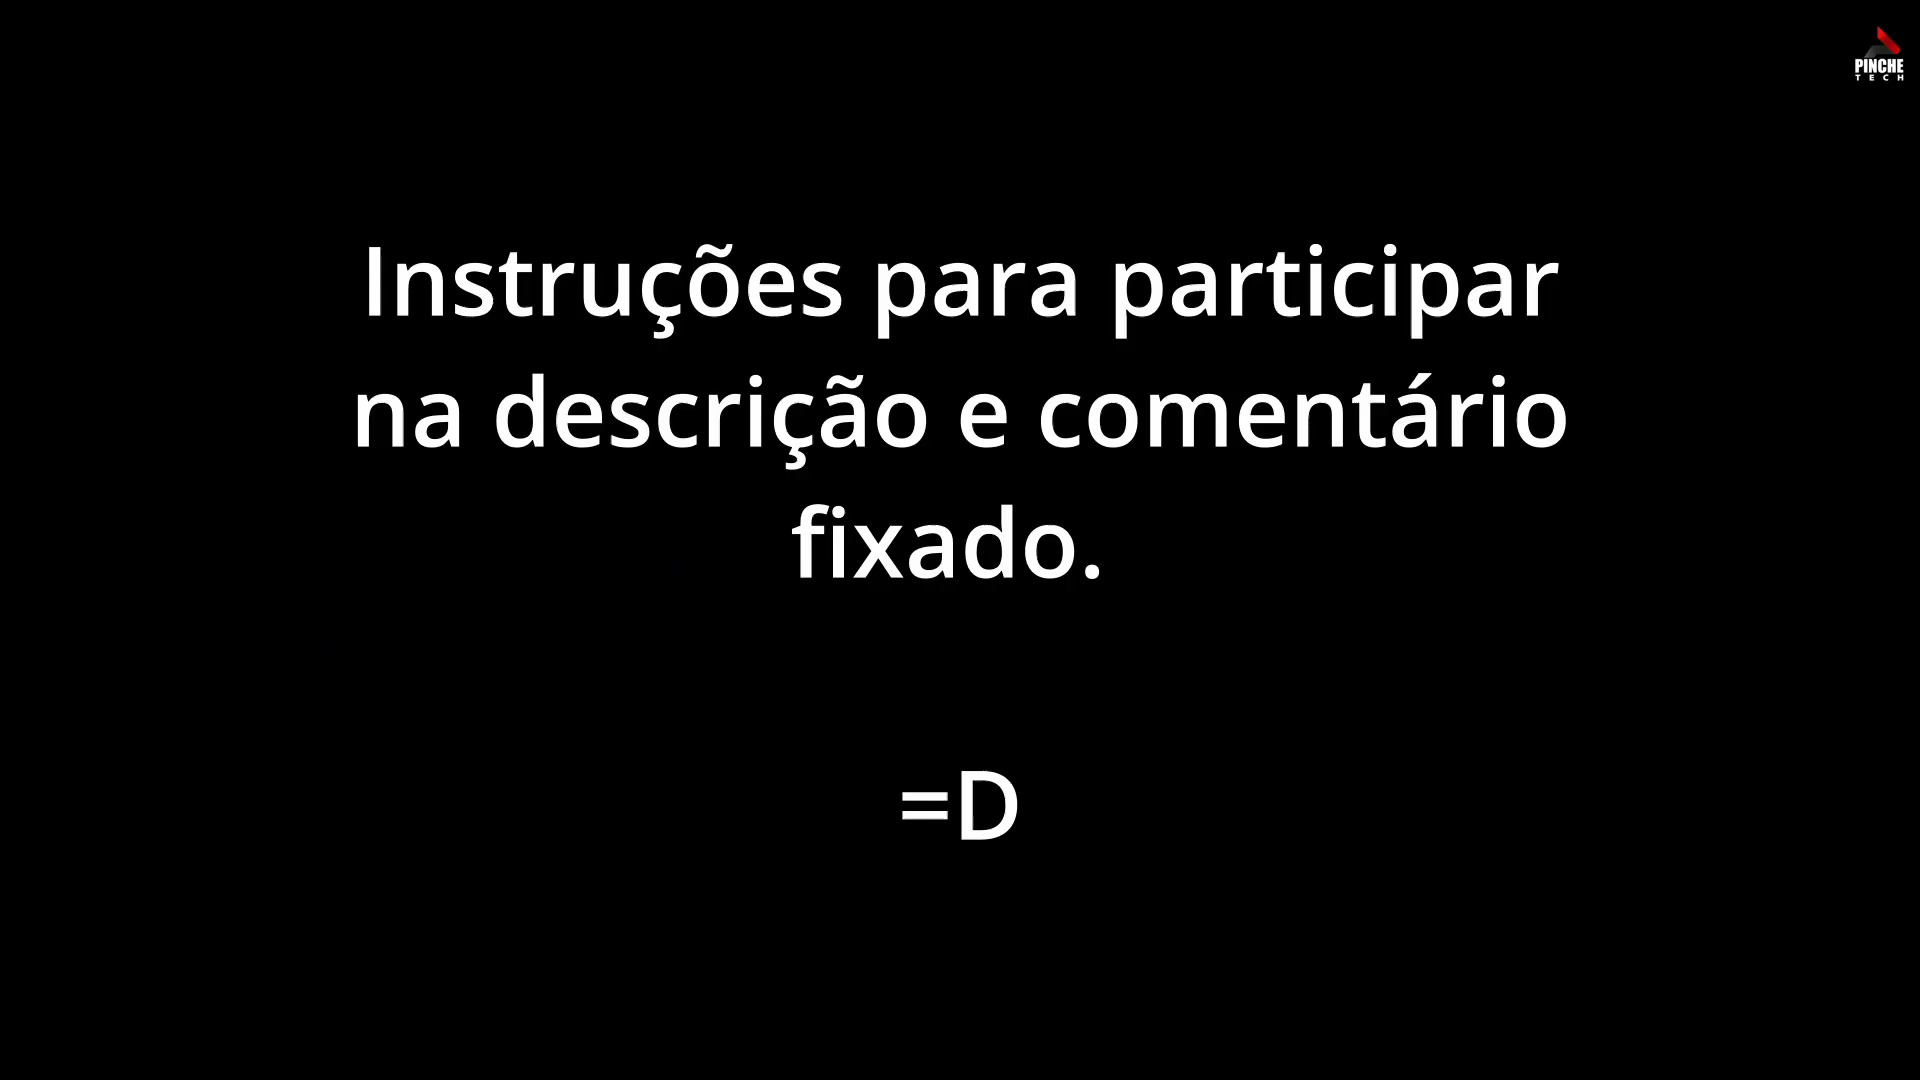 PINCHE
TECH
Instruções para participar
na descrição e comentário
fixado.
=D